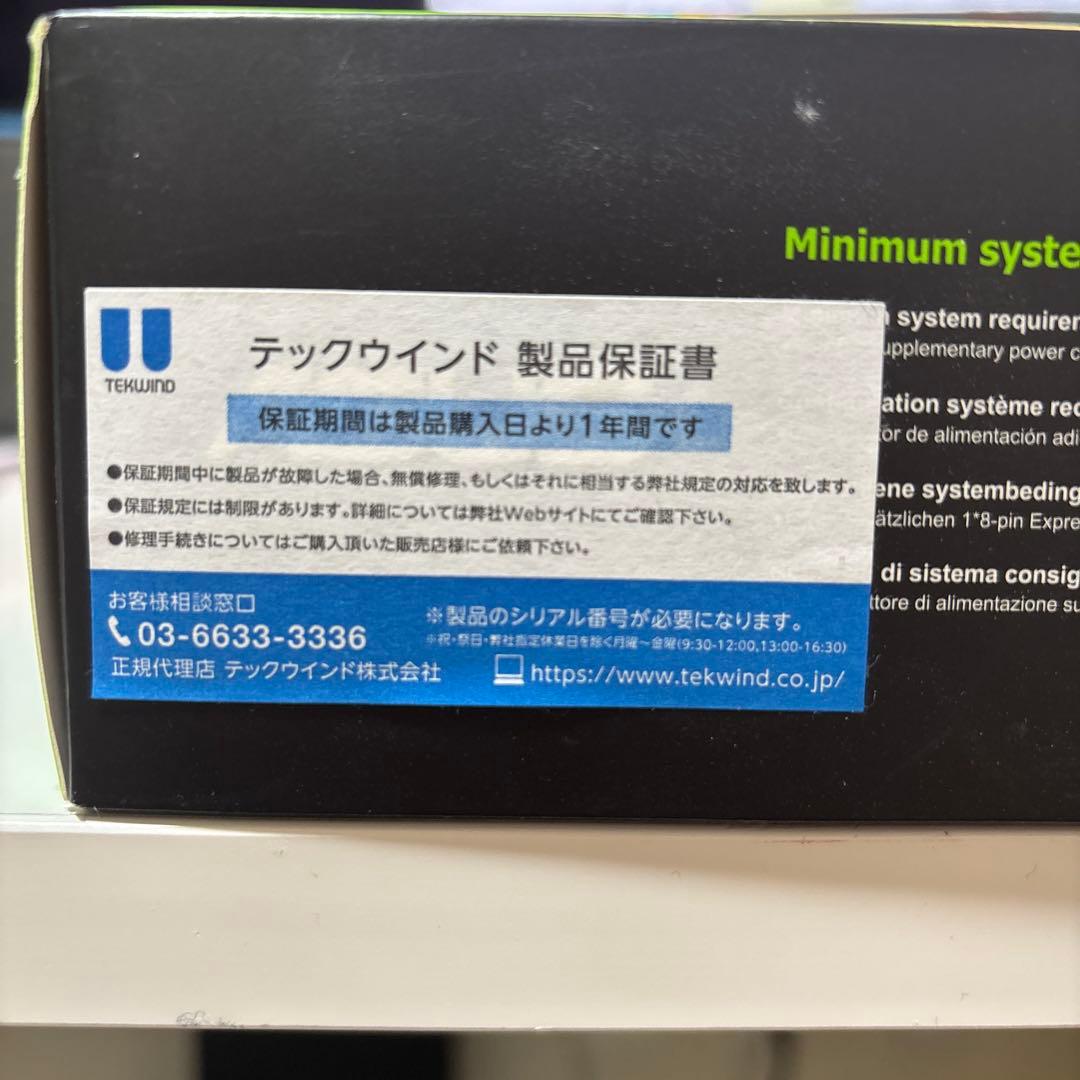 Minimum syste
TEKWIND
テックウインド 製品保証書
保証期間は製品購入日より1年間です
●保証期間中に製品が故障した場合、無償修理、もしくはそれに相当する弊社規定の対応を致します。
●保証規定には制限があります。詳細については弊社Webサイトにてご確認下さい。
●修理手続きについてはご購入頂いた販売店様にご依頼下さい。
お客様相談窓口
03-6633-3336
正規代理店 テックウインド株式会社
※製品のシリアル番号が必要になります。
※祝・祭日・弊社指定休業日を除く月曜〜金曜(9:30-12:00,13:00-16:30)
https://www.tekwind.co.jp/
system requirer
upplementary power c
ation système rec
or de alimentación adi
ene systembeding
ätzlichen 1*8-pin Expre
di sistema consig
ttore di alimentazione su